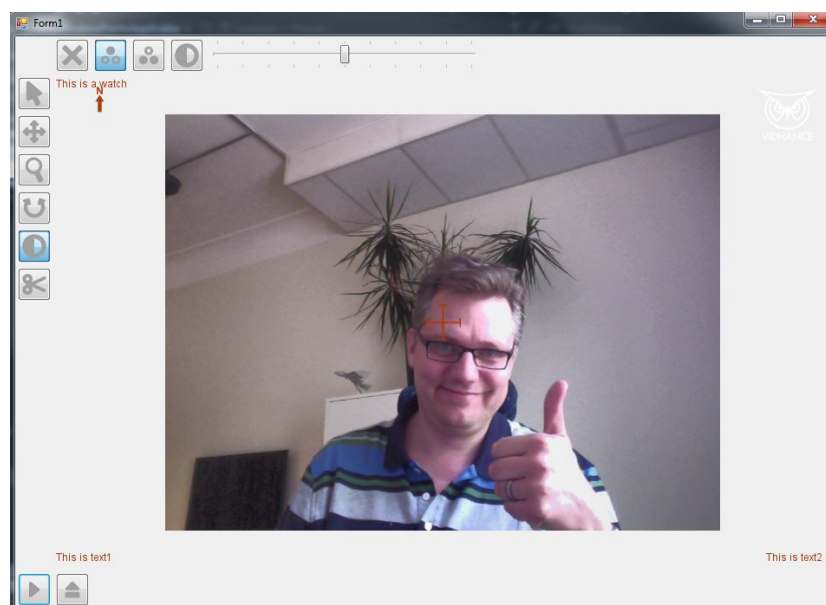 Form1
This is a watch
N
VIDHANCE
This is text1
This is text2